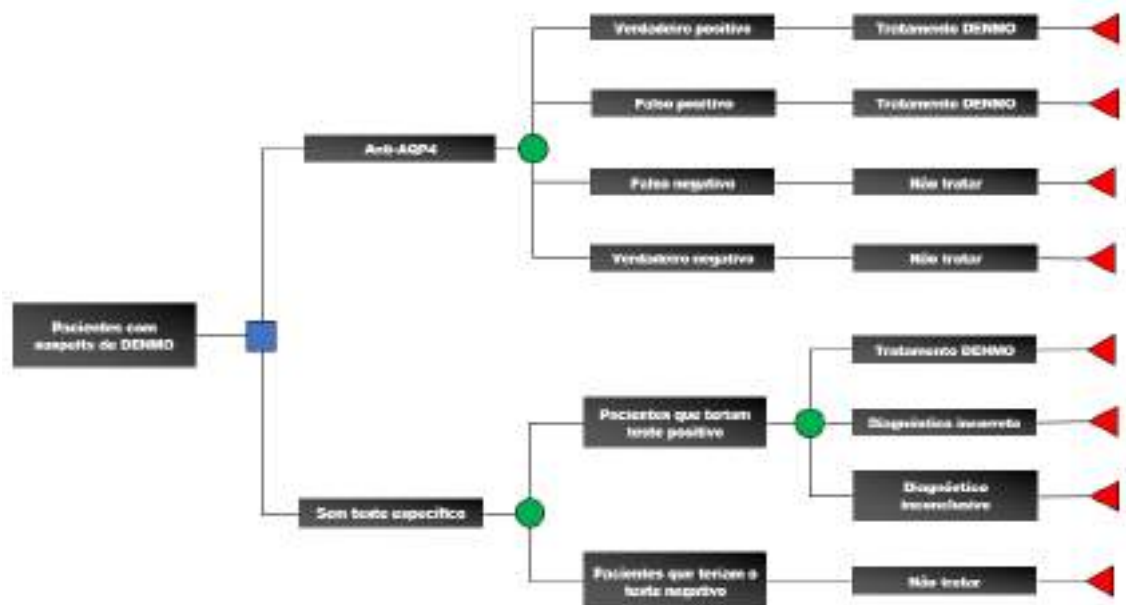 Verdadeiro positivo
Tratamento DENMO
Falso positivo
Tratamento DENMO
Anti-AQP4
Falso negativo
Não tratar
Verdadeiro negativo
Não tratar
Pacientes com
suspeita de DENMO
Tratamento DENMO
Pacientes que teriam
teste positivo
Diagnóstico incorreto
Diagnóstico
inconclusivo
Sem teste específico
Pacientes que teriam o
teste negativo
Não tratar